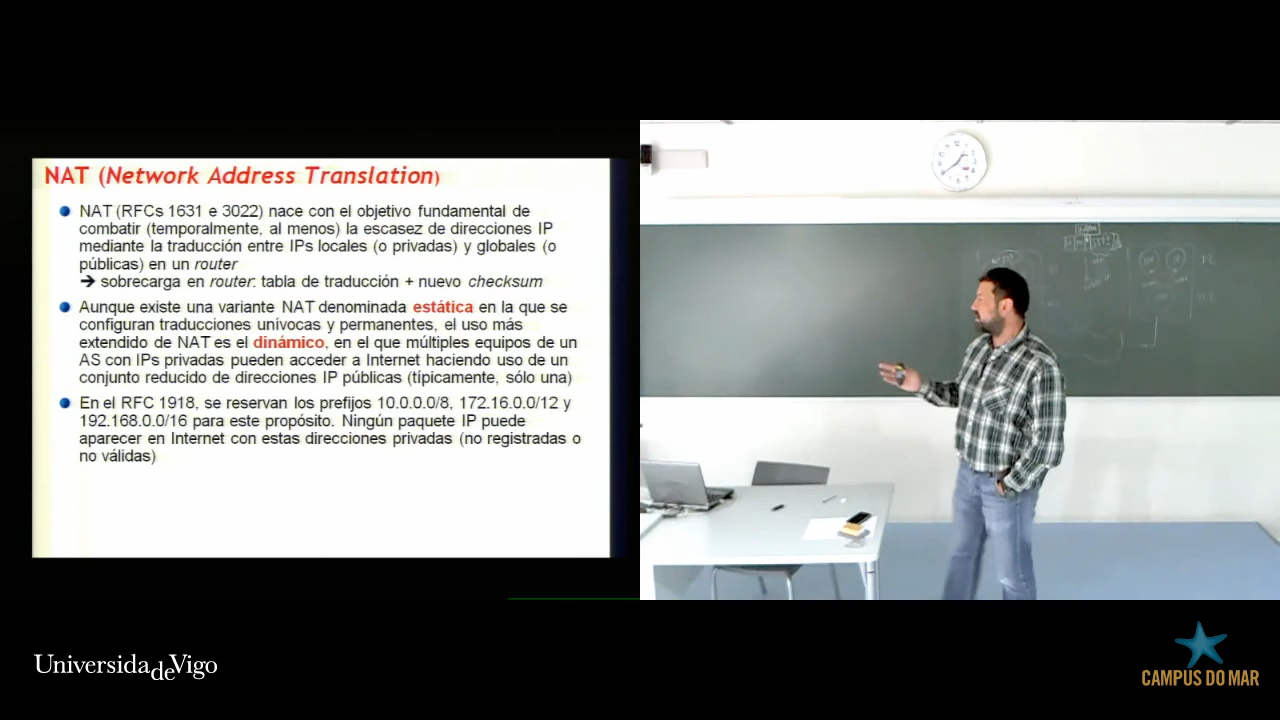 NAT (Network Address Translation)
NAT (RFCs 1631 e 3022) nace con el objetivo fundamental de
combatir (temporalmente, al menos) la escasez de direcciones IP
mediante la traducción entre IPs locales (o privadas) y globales (o
públicas) en un router
➔ sobrecarga en router: tabla de traducción + nuevo checksum
Aunque existe una variante NAT denominada estática en la que se
configuran traducciones unívocas y permanentes, el uso más
extendido de NAT es el dinámico, en el que múltiples equipos de un
AS con IPs privadas pueden acceder a Internet haciendo uso de un
conjunto reducido de direcciones IP públicas (típicamente, sólo una)
En el RFC 1918, se reservan los prefijos 10.0.0.0/8, 172.16.0.0/12 y
192.168.0.0/16 para este propósito. Ningún paquete IP puede
aparecer en Internet con estas direcciones privadas (no registradas o
no válidas)
UniversidadeVigo
CAMPUS DO MAR